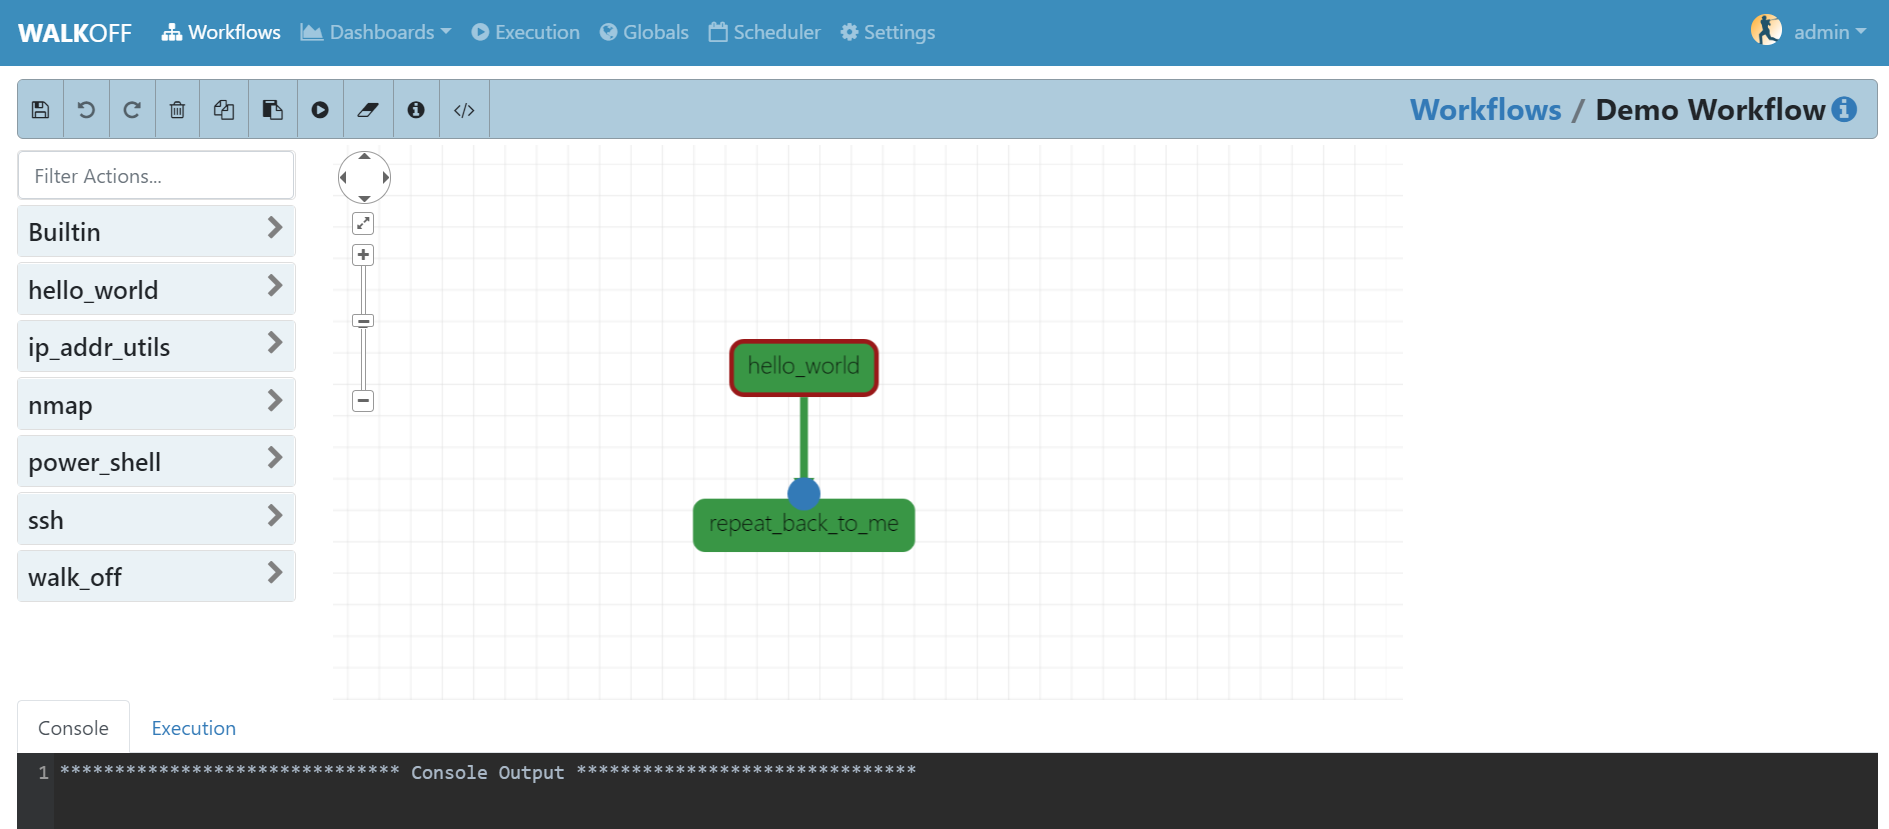 WALKOFF Workflows Dashboards Execution Globals Scheduler Settings admin
Workflows / Demo Workflow
Filter Actions...
Builtin
hello_world
ip_addr_utils
nmap
power_shell
ssh
walk_off
hello_world
repeat_back_to_me
Console Execution
1 ******************************* Console Output *******************************